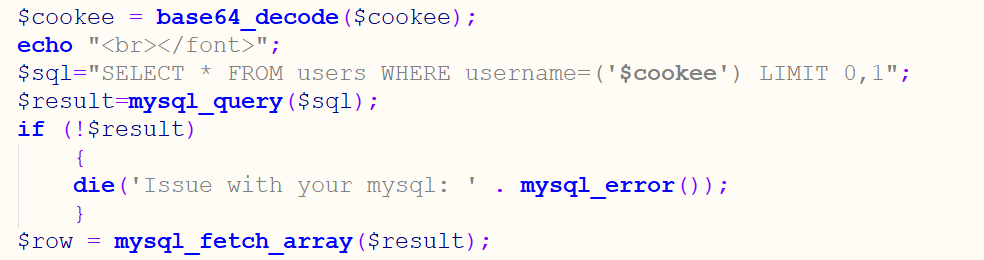 $cookee = base64_decode($cookee);
echo "<br></font>";
$sql="SELECT * FROM users WHERE username=('$cookee') LIMIT 0,1";
$result=mysql_query($sql);
if (!$result)
{
die('Issue with your mysql: ' . mysql_error());
}
$row = mysql_fetch_array($result);